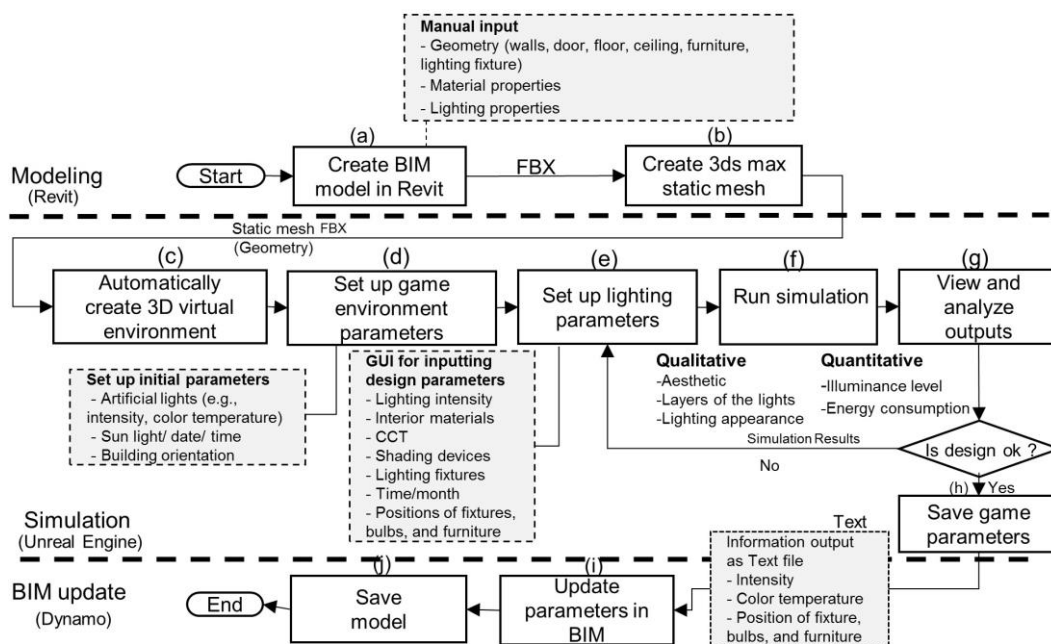 Manual input
- Geometry (walls, door, floor, ceiling, furniture,
lighting fixture)
- Material properties
- Lighting properties
(a)
(b)
Modeling
(Revit)
Start
Create BIM
model in Revit
FBX
Create 3ds max
static mesh
Static mesh FBX
(Geometry)
(c)
(d)
(e)
(f)
(g)
Automatically
create 3D virtual
environment
Set up game
environment
parameters
Set up lighting
parameters
Run simulation
View and
analyze
outputs
Set up initial parameters
- Artificial lights (e.g.,
intensity, color temperature)
- Sun light/ date/ time
- Building orientation
GUI for inputting
design parameters
- Lighting intensity
- Interior materials
- CCT
- Shading devices
- Lighting fixtures
- Time/month
- Positions of fixtures,
bulbs, and furniture
Qualitative
-Aesthetic
-Layers of the lights
-Lighting appearance
Quantitative
-Illuminance level
-Energy consumption
Simulation Results
No
Is design ok ?
(h)
Yes
Save game
parameters
Simulation
(Unreal Engine)
Text
Information output
as Text file
- Intensity
- Color temperature
- Position of fixture,
bulbs, and furniture
BIM update
(Dynamo)
End
(j)
Save
model
(i)
Update
parameters in
BIM